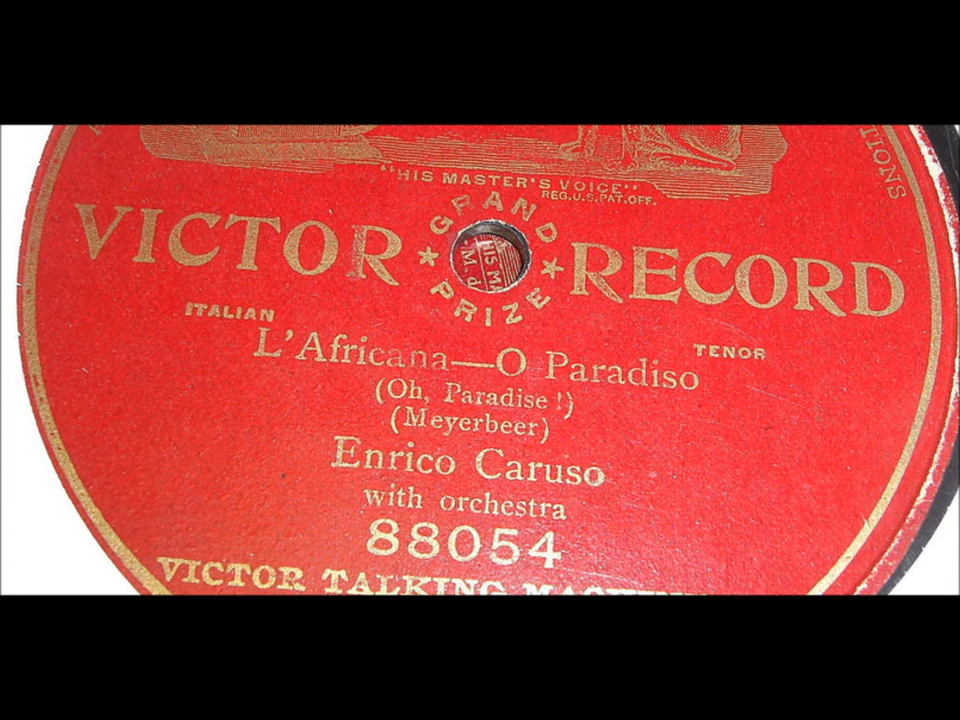 "HIS MASTER'S VOICE"
REG.U.S.PAT.OFF.
GRAND
VICTOR RECORD
PRIZE
ITALIAN
TENOR
L'Africana—O Paradiso
(Oh, Paradise!)
(Meyerbeer)
Enrico Caruso
with orchestra
88054
VICTOR TALKING